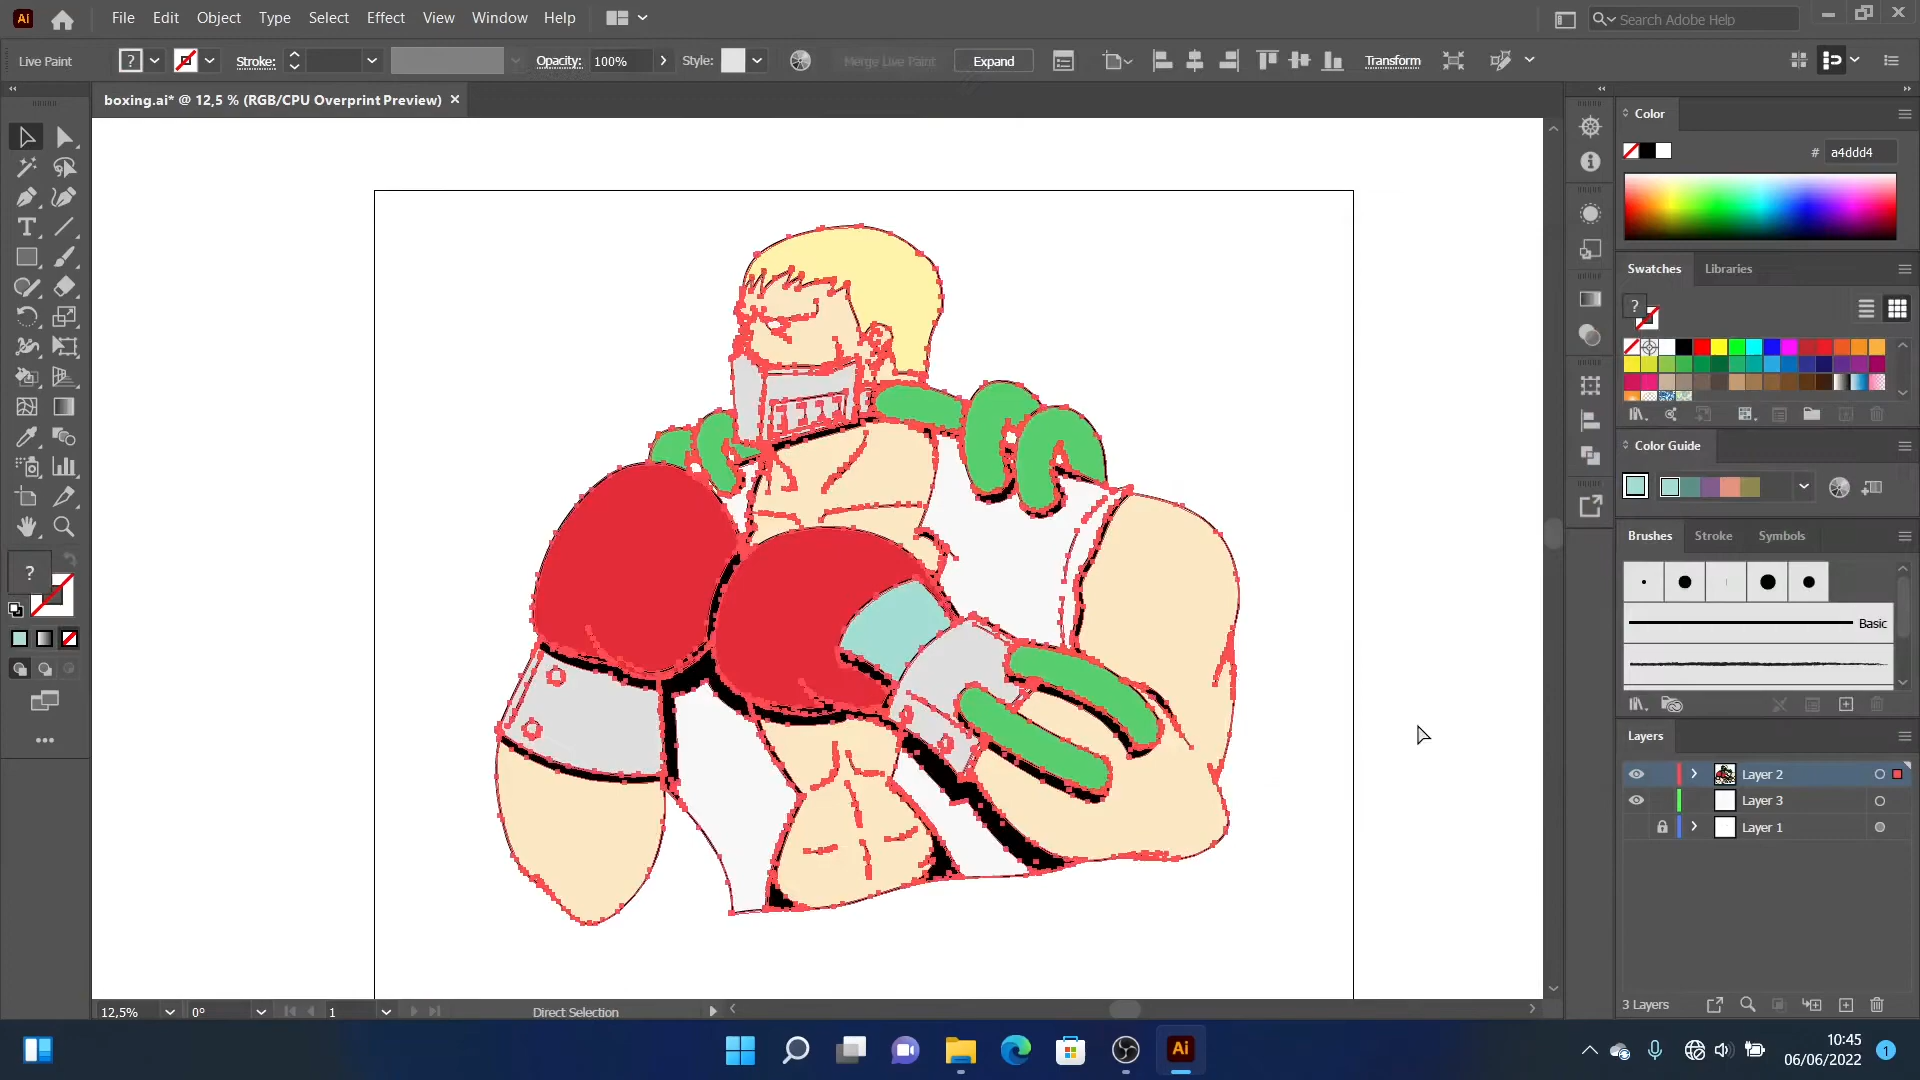 Ai File Edit Object Type Select Effect View Window Help Search Adobe Help
Live Paint ? Stroke: Opacity: 100% Style: Merge Live Paint Expand Transform
boxing.ai* @ 12,5 % (RGB/CPU Overprint Preview) ×
Color
# a4ddd4
Swatches Libraries
?
Color Guide
Brushes Stroke Symbols
Basic
?
Layers
Layer 2
Layer 3
Layer 1
3 Layers
12,5% 0° 1 Direct Selection
Ai
10:45
06/06/2022
1